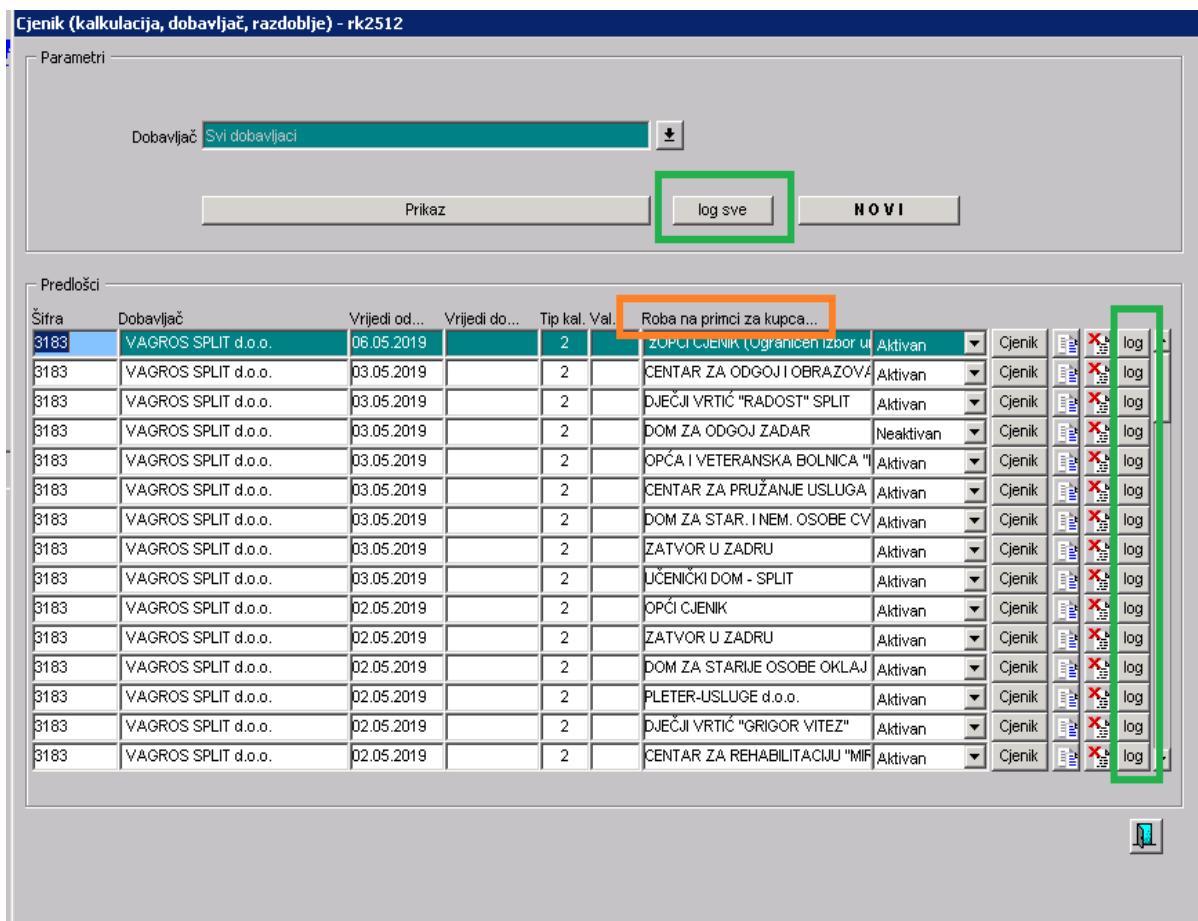 Cjenik (kalkulacija, dobavljač, razdoblje) - rk2512
Parametri
Dobavljač Svi dobavljaci
Prikaz log sve N O V I
Predlošci
Šifra Dobavljač Vrijedi od... Vrijedi do... Tip kal. Val. Roba na primci za kupca...
3183 VAGROS SPLIT d.o.o. 06.05.2019 2 zOPĆI CJENIK (Ograničen izbor Aktivan Cjenik log
3183 VAGROS SPLIT d.o.o. 03.05.2019 2 CENTAR ZA ODGOJ I OBRAZOVA Aktivan Cjenik log
3183 VAGROS SPLIT d.o.o. 03.05.2019 2 DJEČJI VRTIĆ "RADOST" SPLIT Aktivan Cjenik log
3183 VAGROS SPLIT d.o.o. 03.05.2019 2 DOM ZA ODGOJ ZADAR Neaktivan Cjenik log
3183 VAGROS SPLIT d.o.o. 03.05.2019 2 OPĆA I VETERANSKA BOLNICA Aktivan Cjenik log
3183 VAGROS SPLIT d.o.o. 03.05.2019 2 CENTAR ZA PRUŽANJE USLUGA Aktivan Cjenik log
3183 VAGROS SPLIT d.o.o. 03.05.2019 2 DOM ZA STAR. I NEM. OSOBE CV Aktivan Cjenik log
3183 VAGROS SPLIT d.o.o. 03.05.2019 2 ZATVOR U ZADRU Aktivan Cjenik log
3183 VAGROS SPLIT d.o.o. 03.05.2019 2 UČENIČKI DOM - SPLIT Aktivan Cjenik log
3183 VAGROS SPLIT d.o.o. 02.05.2019 2 OPĆI CJENIK Aktivan Cjenik log
3183 VAGROS SPLIT d.o.o. 02.05.2019 2 ZATVOR U ZADRU Aktivan Cjenik log
3183 VAGROS SPLIT d.o.o. 02.05.2019 2 DOM ZA STARIJE OSOBE OKLAJ Aktivan Cjenik log
3183 VAGROS SPLIT d.o.o. 02.05.2019 2 PLETER-USLUGE d.o.o. Aktivan Cjenik log
3183 VAGROS SPLIT d.o.o. 02.05.2019 2 DJEČJI VRTIĆ "GRIGOR VITEZ" Aktivan Cjenik log
3183 VAGROS SPLIT d.o.o. 02.05.2019 2 CENTAR ZA REHABILITACIJU "MIR Aktivan Cjenik log